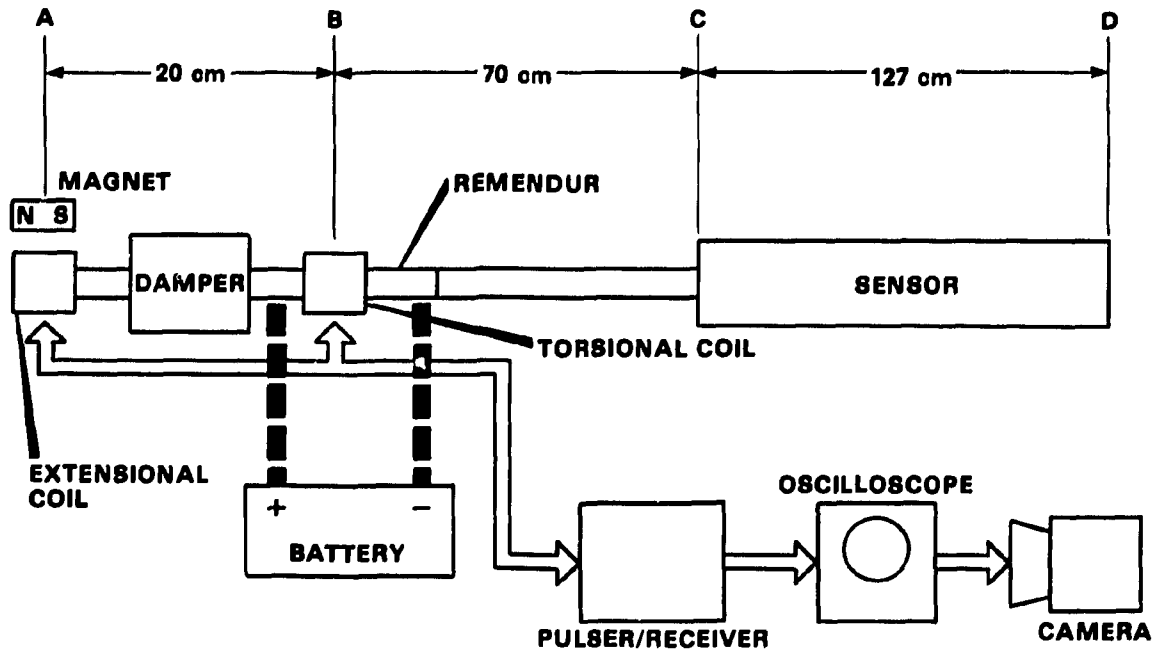 A B C D
20 cm 70 cm 127 cm
MAGNET
REMENDUR
N S
DAMPER
SENSOR
TORSIONAL COIL
EXTENSIONAL
COIL
OSCILLOSCOPE
+ −
BATTERY
PULSER/RECEIVER
CAMERA